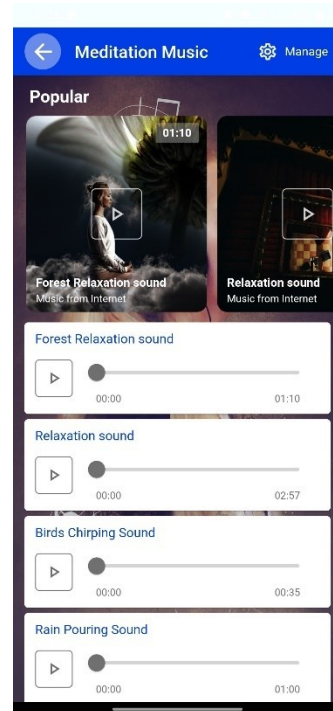 Meditation Music
Manage
Popular
01:10
Forest Relaxation sound
Music from Internet
Relaxation sound
Music from Internet
Forest Relaxation sound
00:00 01:10
Relaxation sound
00:00 02:57
Birds Chirping Sound
00:00 00:35
Rain Pouring Sound
00:00 01:00